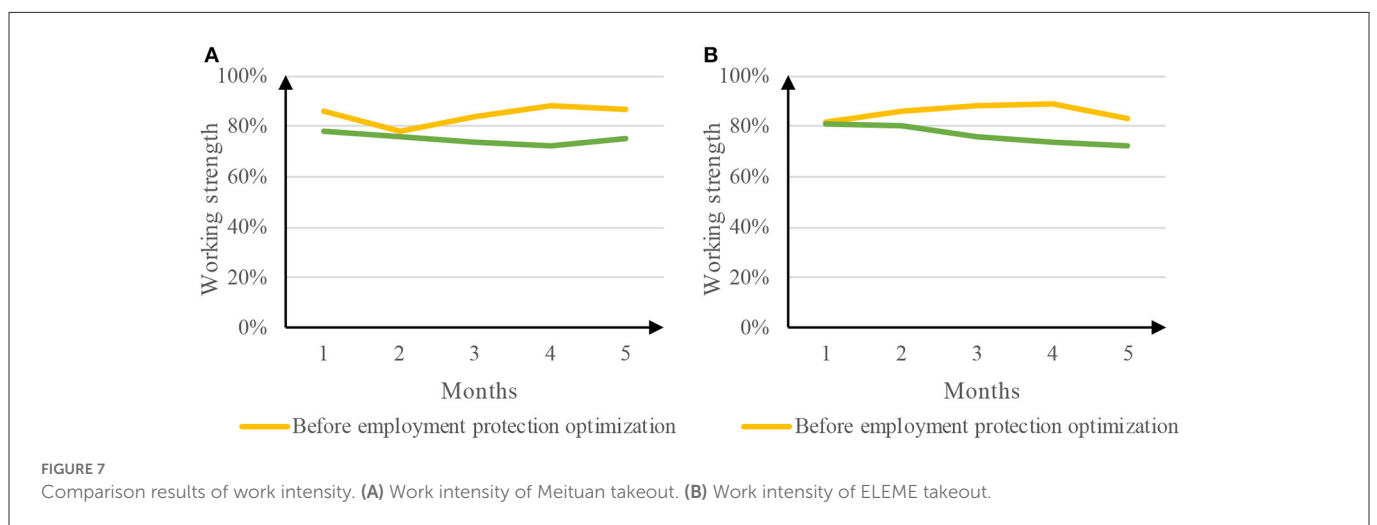 A
100%
80%
60%
40%
20%
0%
Working strength
1 2 3 4 5
Months
Before employment protection optimization
B
100%
80%
60%
40%
20%
0%
Working strength
1 2 3 4 5
Months
Before employment protection optimization
FIGURE 7
Comparison results of work intensity. (A) Work intensity of Meituan takeout. (B) Work intensity of ELEME takeout.